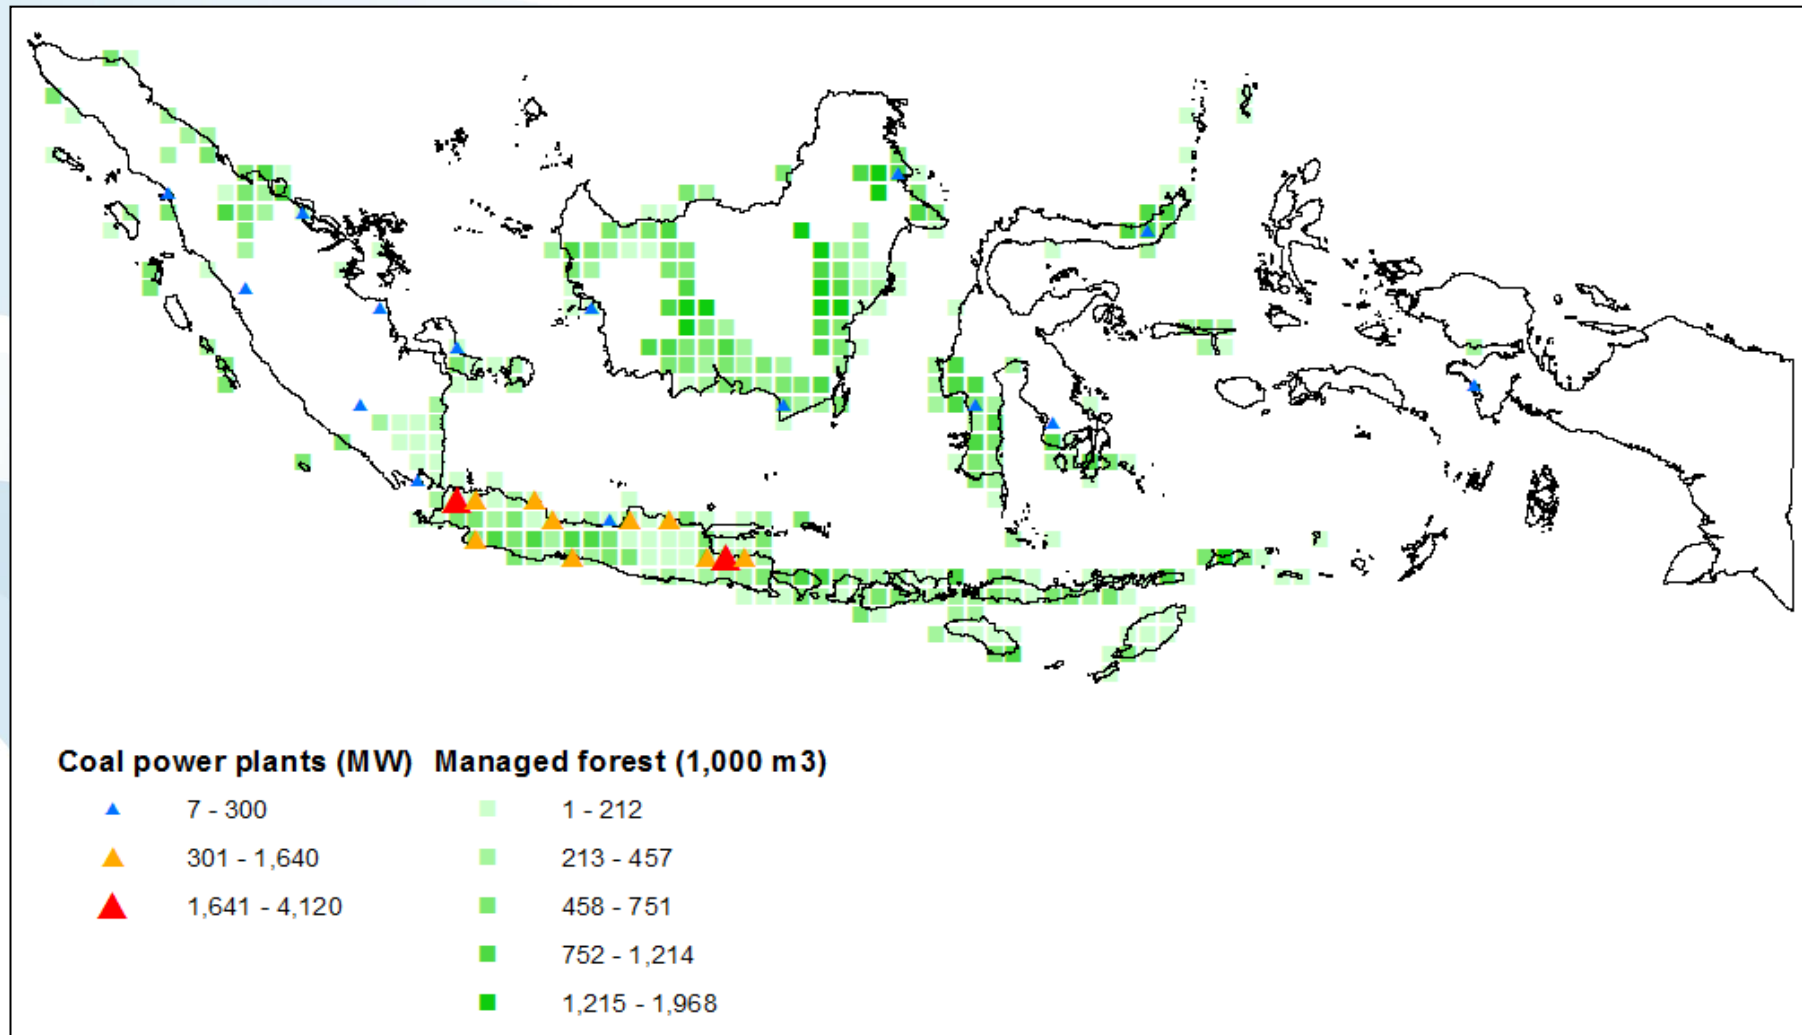 Coal power plants (MW) Managed forest (1,000 m3)
7 - 300 1 - 212
301 - 1,640 213 - 457
1,641 - 4,120 458 - 751
752 - 1,214
1,215 - 1,968